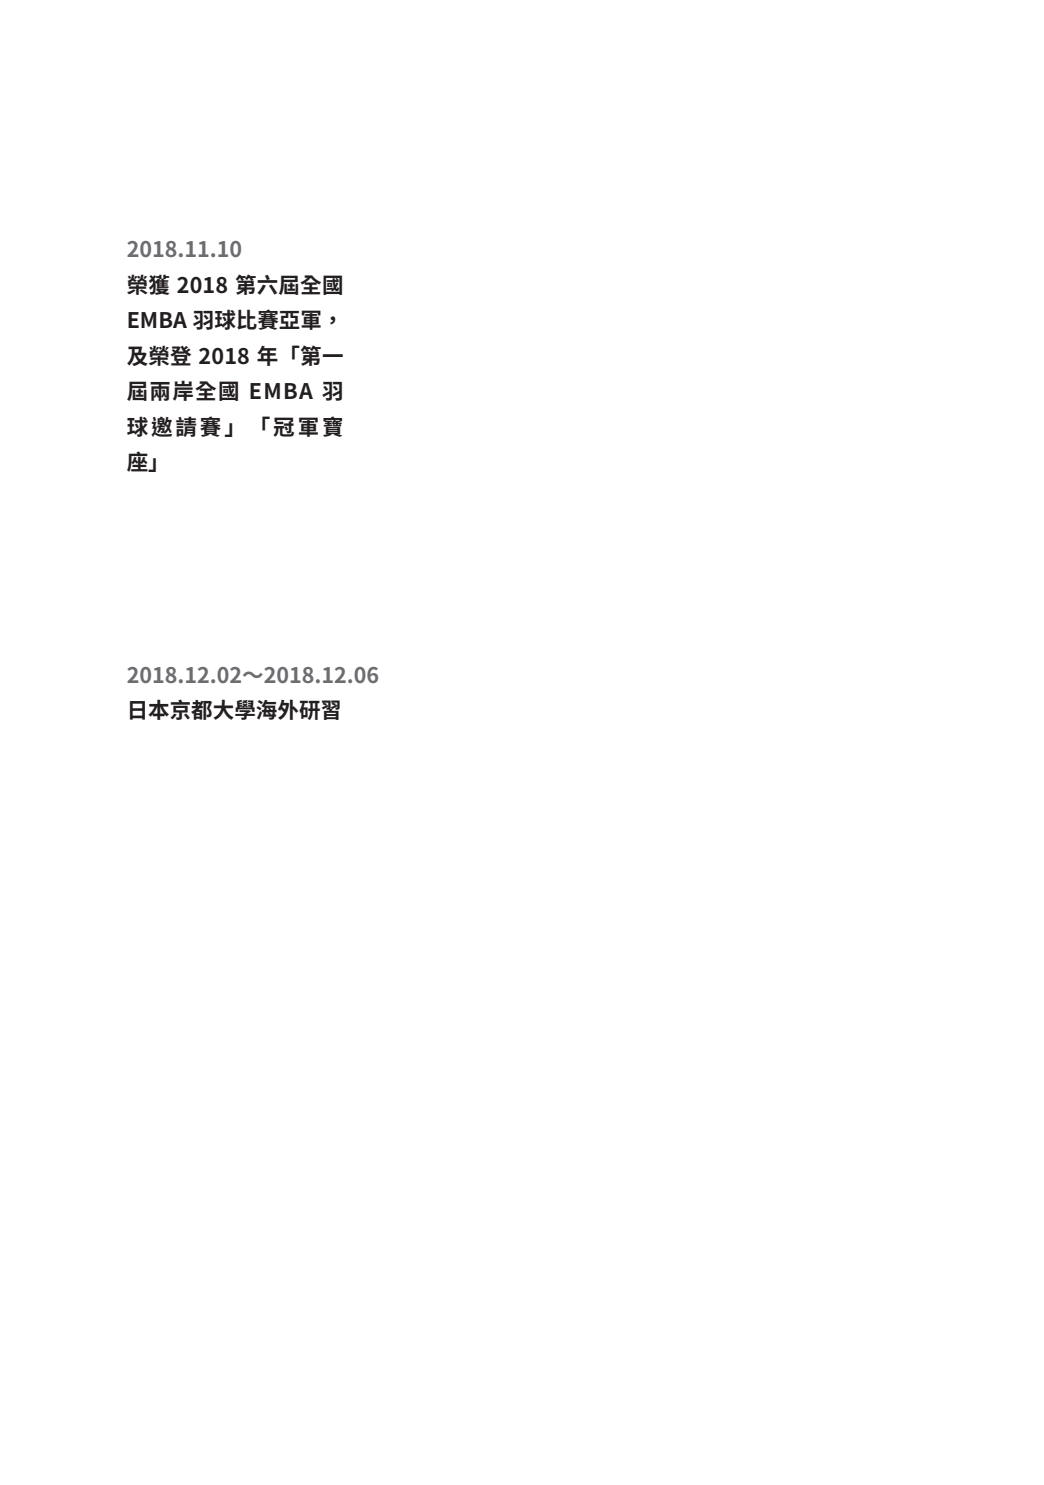 2018.11.10
榮獲 2018 第六屆全國
EMBA 羽球比賽亞軍，
及榮登 2018 年「第一
屆兩岸全國 EMBA 羽
球邀請賽」「冠軍寶
座」
2018.12.02～2018.12.06
日本京都大學海外研習